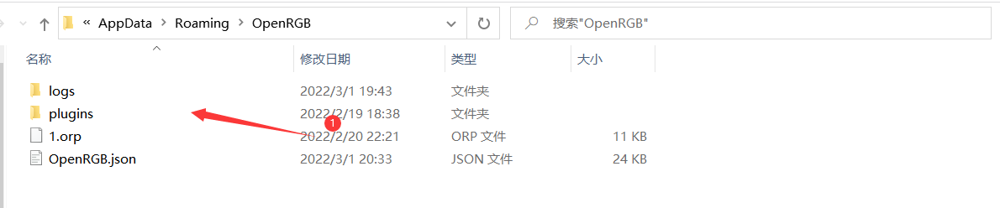 « AppData > Roaming > OpenRGB 搜索"OpenRGB"
名称 修改日期 类型 大小
logs 2022/3/1 19:43 文件夹
plugins 2022/2/19 18:38 文件夹
1
1.orp 2022/2/20 22:21 ORP 文件 11 KB
OpenRGB.json 2022/3/1 20:33 JSON 文件 24 KB